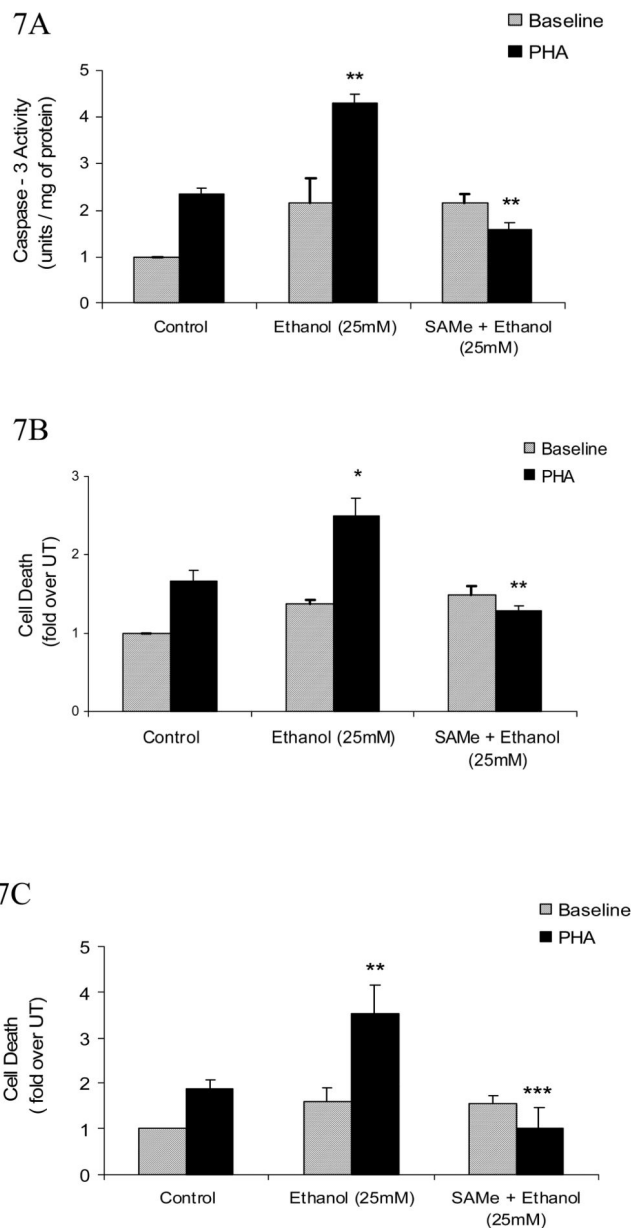 7A
Baseline
PHA
Caspase - 3 Activity
(units / mg of protein)
5
4
3
2
1
0
**
**
Control
Ethanol (25mM)
SAMe + Ethanol
(25mM)
7B
Baseline
PHA
Cell Death
(fold over UT)
3
2
1
0
*
**
Control
Ethanol (25mM)
SAMe + Ethanol
(25mM)
7C
Baseline
PHA
Cell Death
( fold over UT)
5
4
3
2
1
0
**
***
Control
Ethanol (25mM)
SAMe + Ethanol
(25mM)